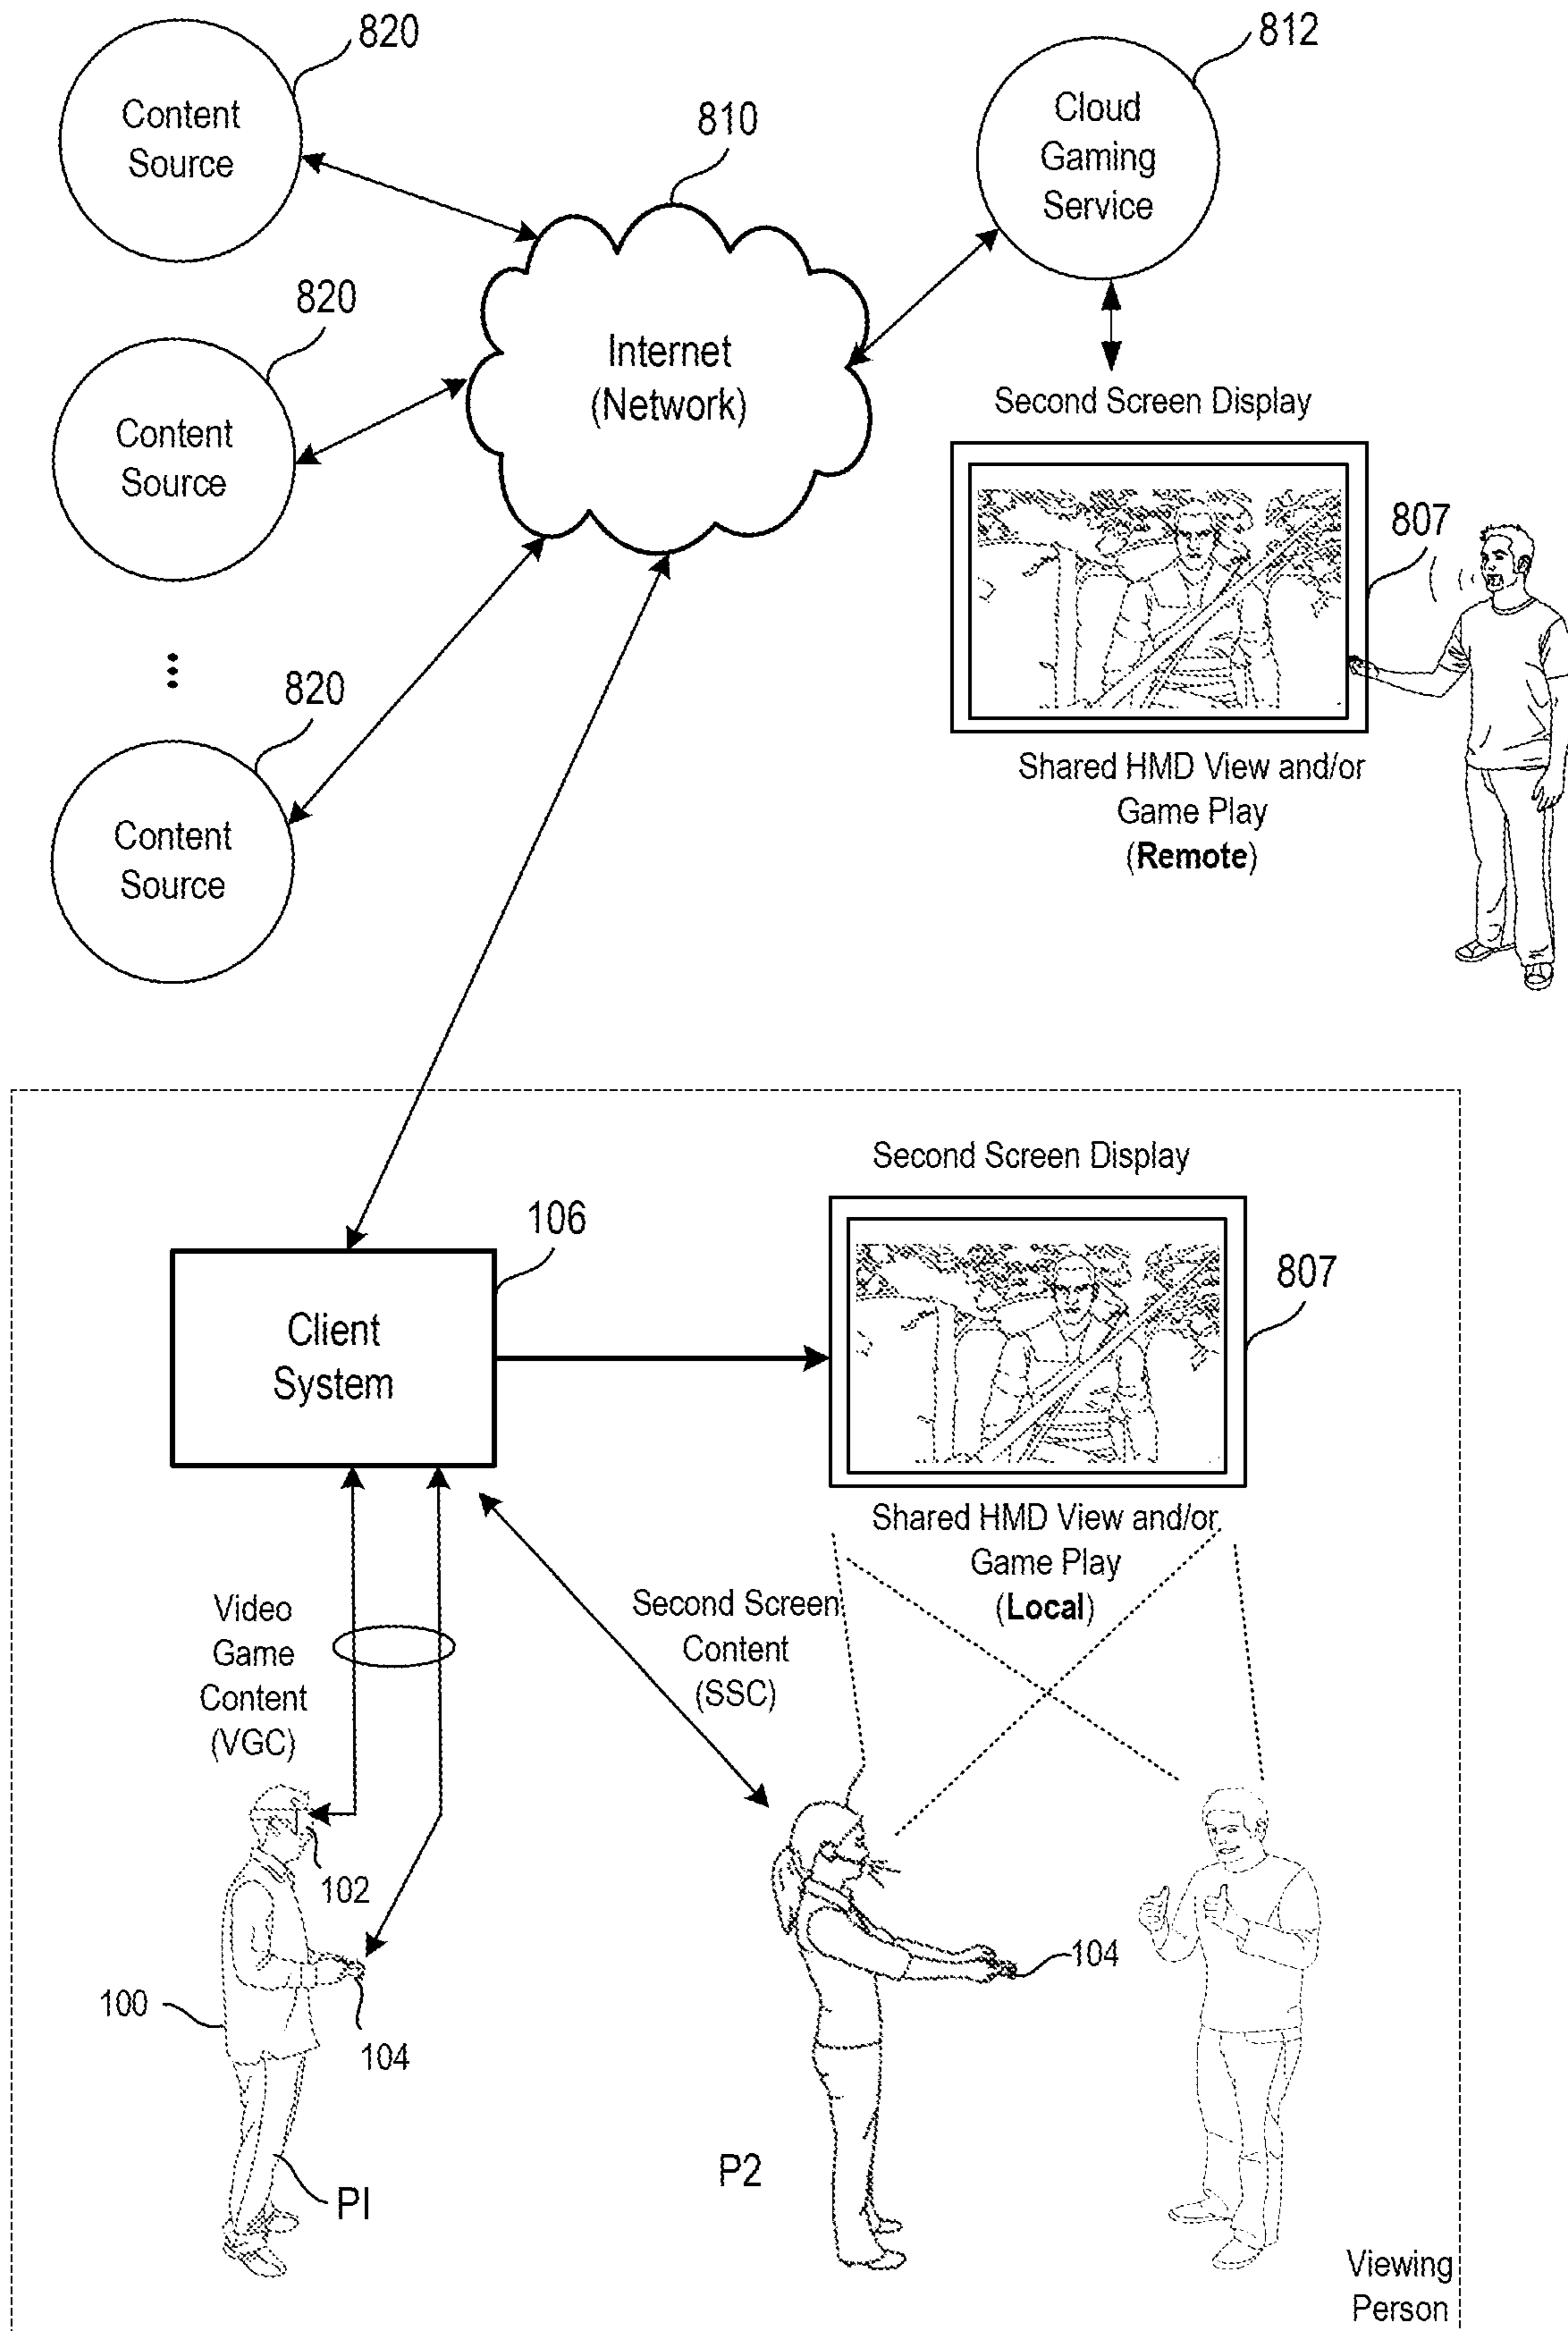 820
Content
Source
812
Cloud
Gaming
Service
810
Internet
(Network)
820
Content
Source
Second Screen Display
807
820
Content
Source
Shared HMD View and/or
Game Play
(Remote)
Second Screen Display
106
Client
System
807
Shared HMD View and/or
Game Play
(Local)
Video
Game
Content
(VGC)
Second Screen
Content
(SSC)
102
104
100
104
P2
PI
Viewing
Person